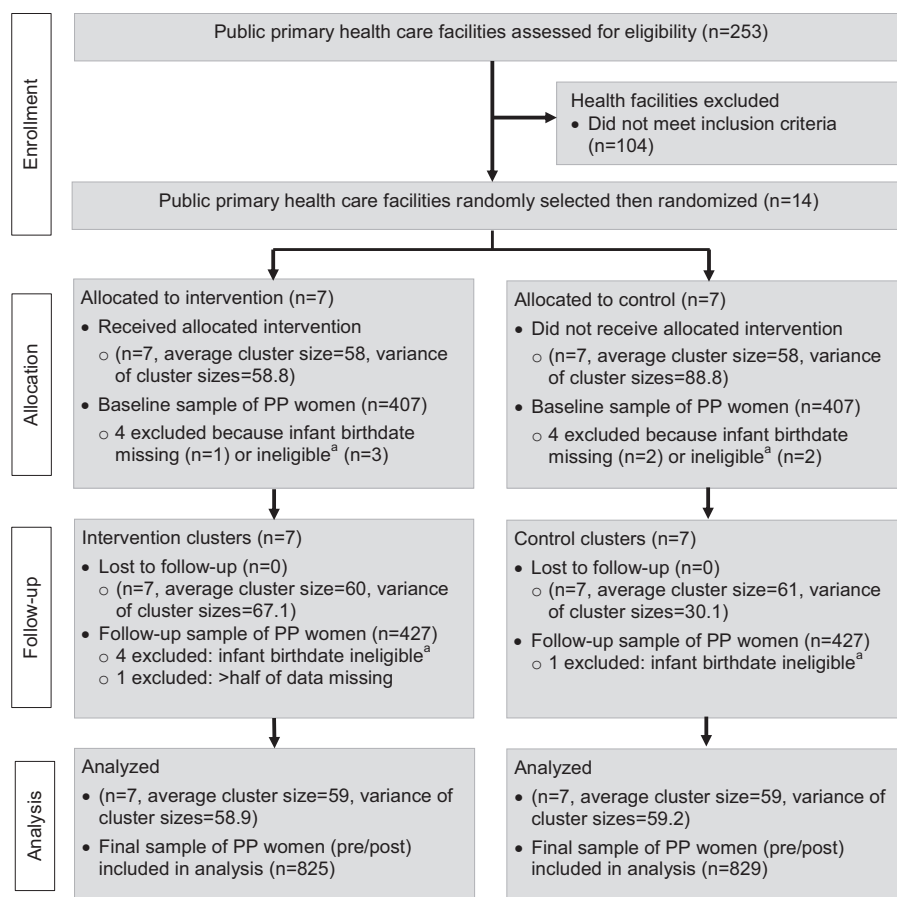 Enrollment
Public primary health care facilities assessed for eligibility (n=253)
Health facilities excluded
• Did not meet inclusion criteria
(n=104)
Public primary health care facilities randomly selected then randomized (n=14)
Allocation
Allocated to intervention (n=7)
• Received allocated intervention
o (n=7, average cluster size=58, variance
of cluster sizes=58.8)
• Baseline sample of PP women (n=407)
o 4 excluded because infant birthdate
missing (n=1) or ineligibleᵃ (n=3)
Allocated to control (n=7)
• Did not receive allocated intervention
o (n=7, average cluster size=58, variance
of cluster sizes=88.8)
• Baseline sample of PP women (n=407)
o 4 excluded because infant birthdate
missing (n=2) or ineligibleᵃ (n=2)
Follow-up
Intervention clusters (n=7)
• Lost to follow-up (n=0)
o (n=7, average cluster size=60, variance
of cluster sizes=67.1)
• Follow-up sample of PP women (n=427)
o 4 excluded: infant birthdate ineligibleᵃ
o 1 excluded: >half of data missing
Control clusters (n=7)
• Lost to follow-up (n=0)
o (n=7, average cluster size=61, variance
of cluster sizes=30.1)
• Follow-up sample of PP women (n=427)
o 1 excluded: infant birthdate ineligibleᵃ
Analysis
Analyzed
• (n=7, average cluster size=59, variance of
cluster sizes=58.9)
• Final sample of PP women (pre/post)
included in analysis (n=825)
Analyzed
• (n=7, average cluster size=59, variance of
cluster sizes=59.2)
• Final sample of PP women (pre/post)
included in analysis (n=829)